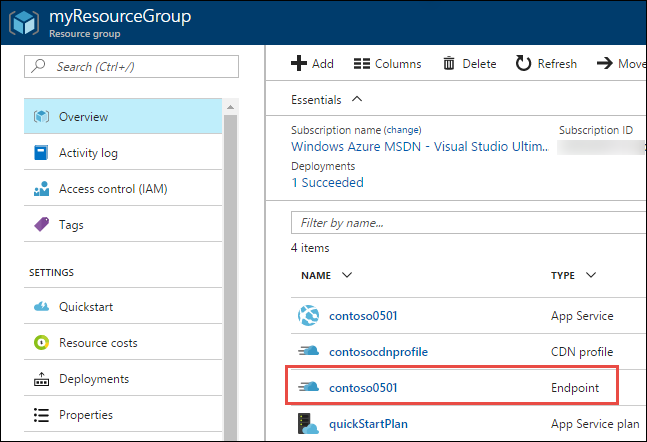 myResourceGroup
Resource group
Search (Ctrl+/)
Overview
Activity log
Access control (IAM)
Tags
SETTINGS
Quickstart
Resource costs
Deployments
Properties
Add Columns Delete Refresh Move
Essentials
Subscription name (change) Subscription ID
Windows Azure MSDN - Visual Studio Ultim...
Deployments
1 Succeeded
Filter by name...
4 items
NAME TYPE
contoso0501 App Service
contosocdnprofile CDN profile
contoso0501 Endpoint
quickStartPlan App Service plan